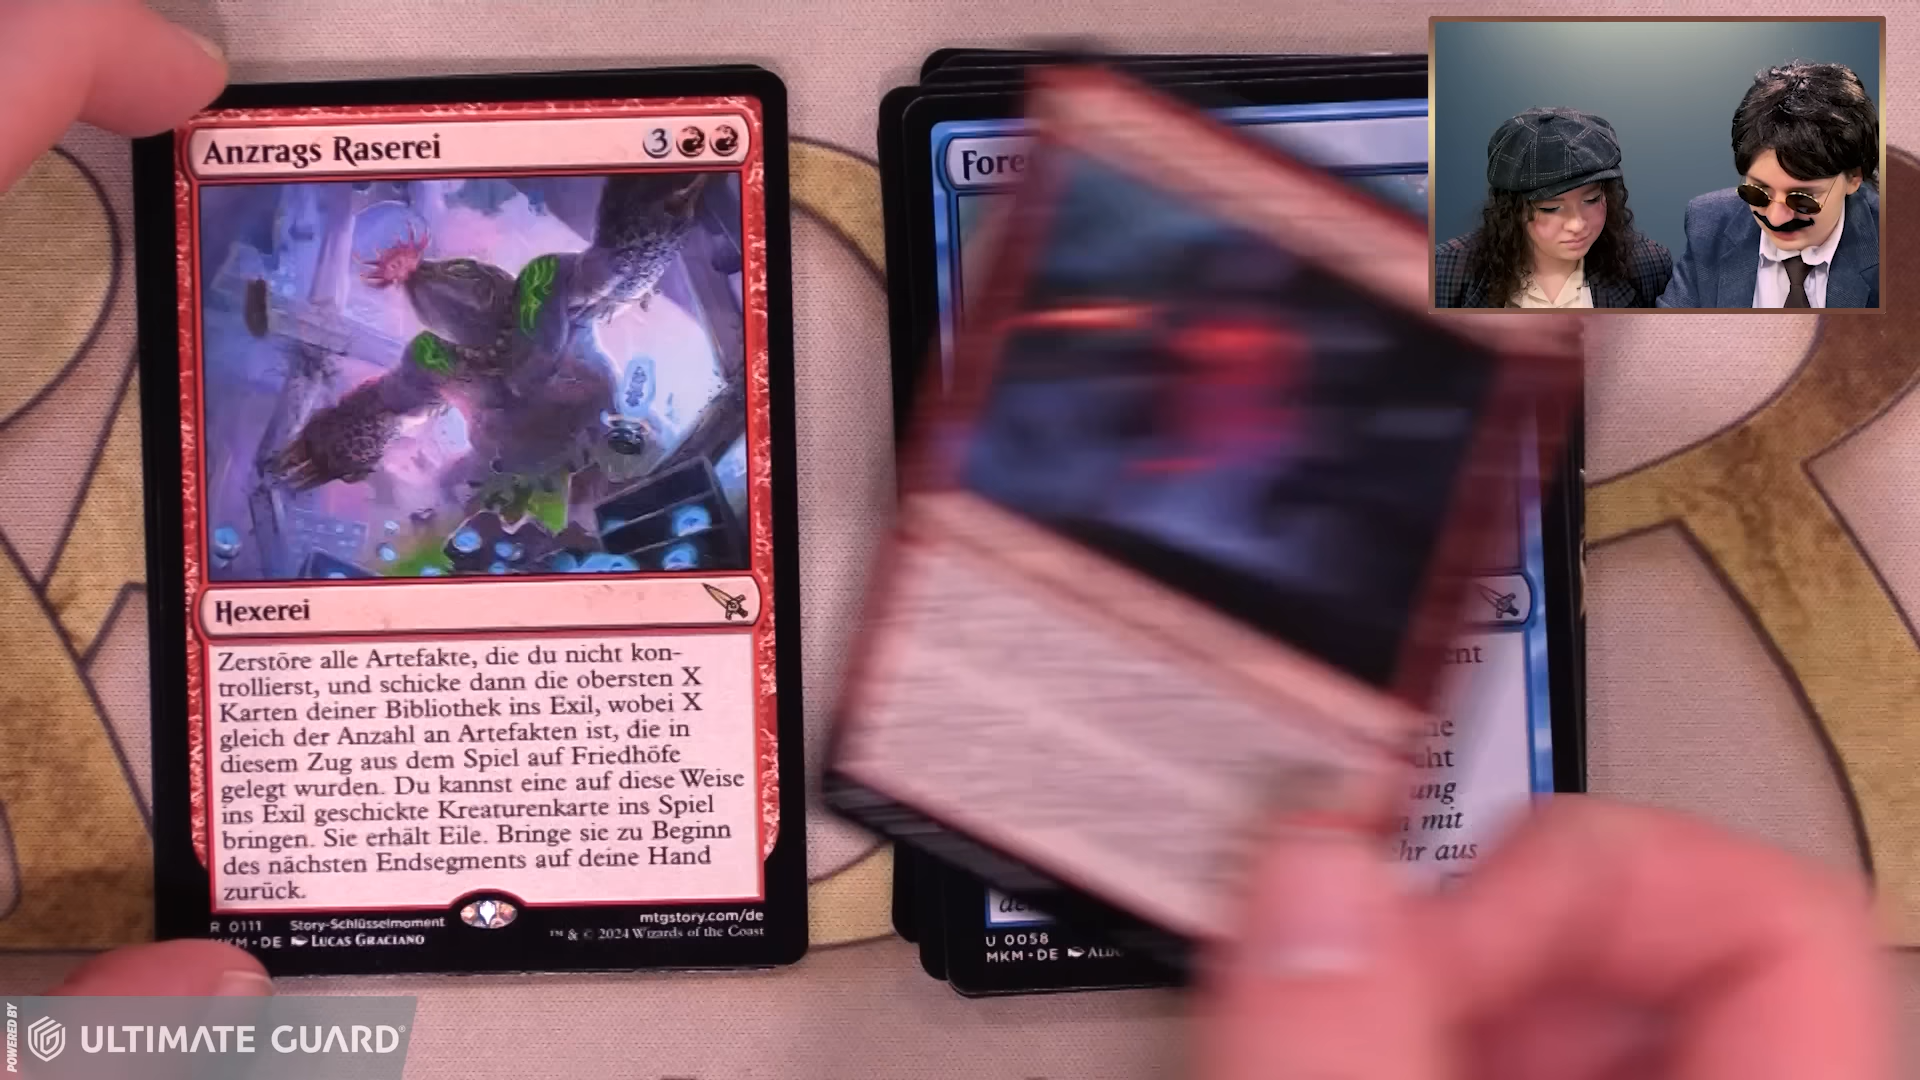 Anzrags Raserei
3
Hexerei
Zerstöre alle Artefakte, die du nicht kon-
trollierst, und schicke dann die obersten X
Karten deiner Bibliothek ins Exil, wobei X
gleich der Anzahl an Artefakten ist, die in
diesem Zug aus dem Spiel auf Friedhöfe
gelegt wurden. Du kannst eine auf diese Weise
ins Exil geschickte Kreaturenkarte ins Spiel
bringen. Sie erhält Eile. Bringe sie zu Beginn
des nächsten Endsegments auf deine Hand
zurück.
R 0111 Story-Schlüsselmoment mtgstory.com/de
MKM • DE LUCAS GRACIANO ™ & © 2024 Wizards of the Coast
Fore
ent
ung
mit
aus
U 0058
MKM • DE
POWERED BY
ULTIMATE GUARD®